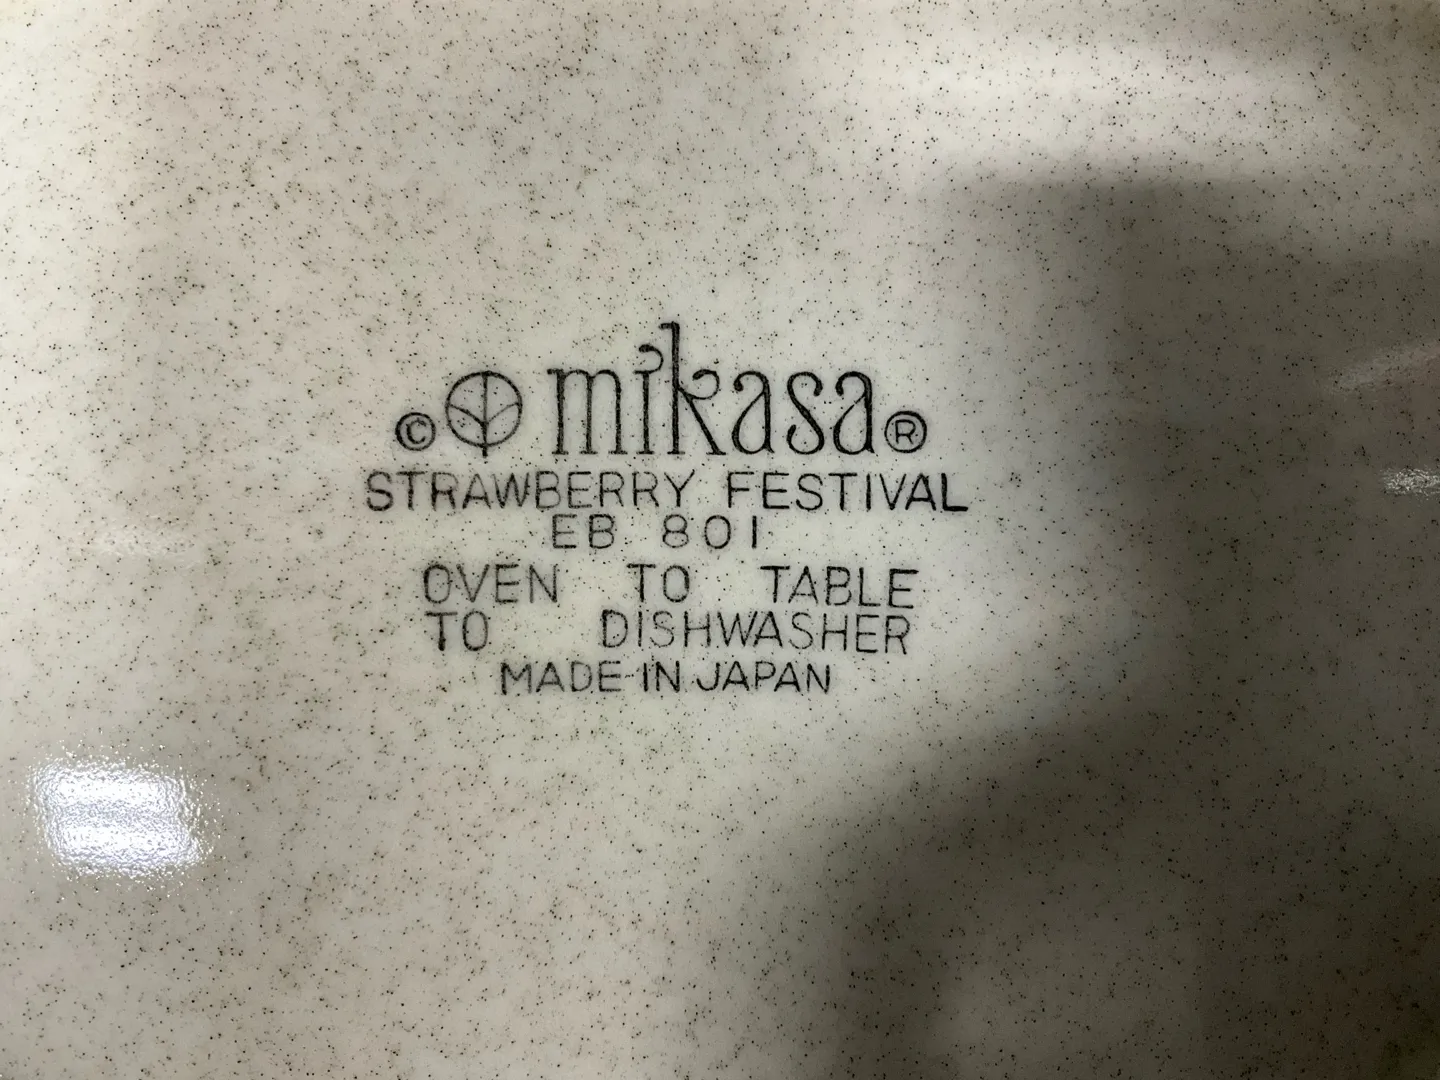 © mikasa®
STRAWBERRY FESTIVAL
EB 801
OVEN TO TABLE
TO DISHWASHER
MADE IN JAPAN